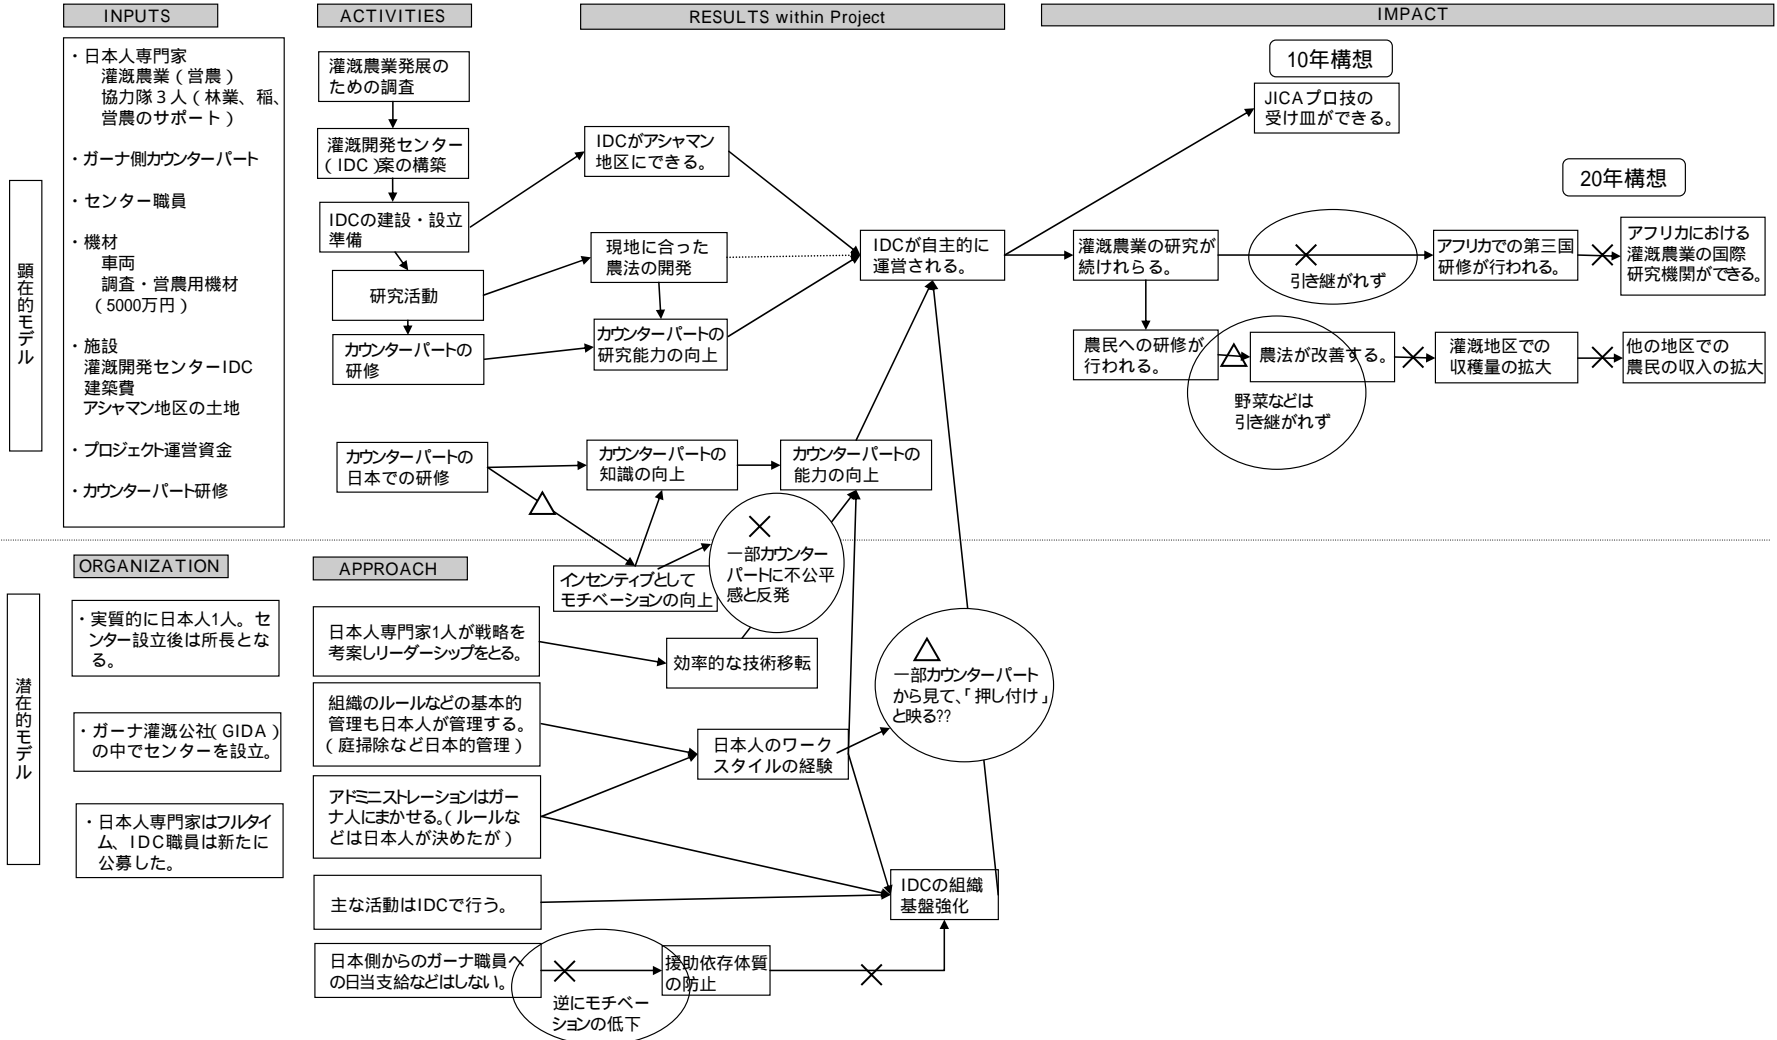 INPUTS
ACTIVITIES
RESULTS within Project
IMPACT
・日本人専門家
灌漑農業（営農）
協力隊３人（林業、稲、
営農のサポート）
・ガーナ側カウンターパート
・センター職員
・機材
車両
調査・営農用機材
（5000万円）
・施設
灌漑開発センターIDC
建築費
アシャマン地区の土地
・プロジェクト運営資金
・カウンターパート研修
顕在的モデル
灌漑農業発展の
ための調査
灌漑開発センター
（IDC）案の構築
IDCの建設・設立
準備
研究活動
カウンターパートの
研修
カウンターパートの
日本での研修
IDCがアシャマン
地区にできる。
現地に合った
農法の開発
カウンターパートの
研究能力の向上
カウンターパートの
知識の向上
カウンターパートの
能力の向上
IDCが自主的に
運営される。
10年構想
JICAプロ技の
受け皿ができる。
20年構想
灌漑農業の研究が
続けれらる。
引き継がれず
アフリカでの第三国
研修が行われる。
アフリカにおける
灌漑農業の国際
研究機関ができる。
農民への研修が
行われる。
農法が改善する。
野菜などは
引き継がれず
灌漑地区での
収穫量の拡大
他の地区での
農民の収入の拡大
ORGANIZATION
APPROACH
潜在的モデル
・実質的に日本人1人。セ
ンター設立後は所長とな
る。
・ガーナ灌漑公社（GIDA）
の中でセンターを設立。
・日本人専門家はフルタイ
ム、IDC職員は新たに
公募した。
インセンティブとして
モチベーションの向上
一部カウンター
パートに不公平
感と反発
日本人専門家1人が戦略を
考案しリーダーシップをとる。
効率的な技術移転
組織のルールなどの基本的
管理も日本人が管理する。
（庭掃除など日本的管理）
日本人のワーク
スタイルの経験
一部カウンターパート
から見て、「押し付け」
と映る??
アドミニストレーションはガー
ナ人にまかせる。（ルールな
どは日本人が決めたが）
主な活動はIDCで行う。
IDCの組織
基盤強化
日本側からのガーナ職員へ
の日当支給などはしない。
逆にモチベー
ションの低下
援助依存体質
の防止